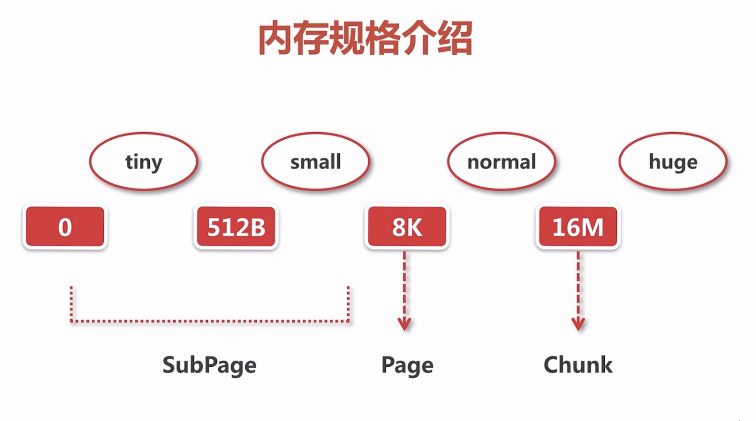 内存规格介绍
tiny
small
normal
huge
0
512B
8K
16M
SubPage
Page
Chunk